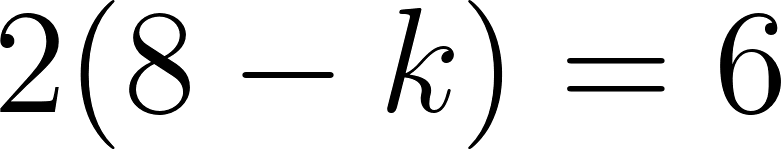 2(8 − k) = 6